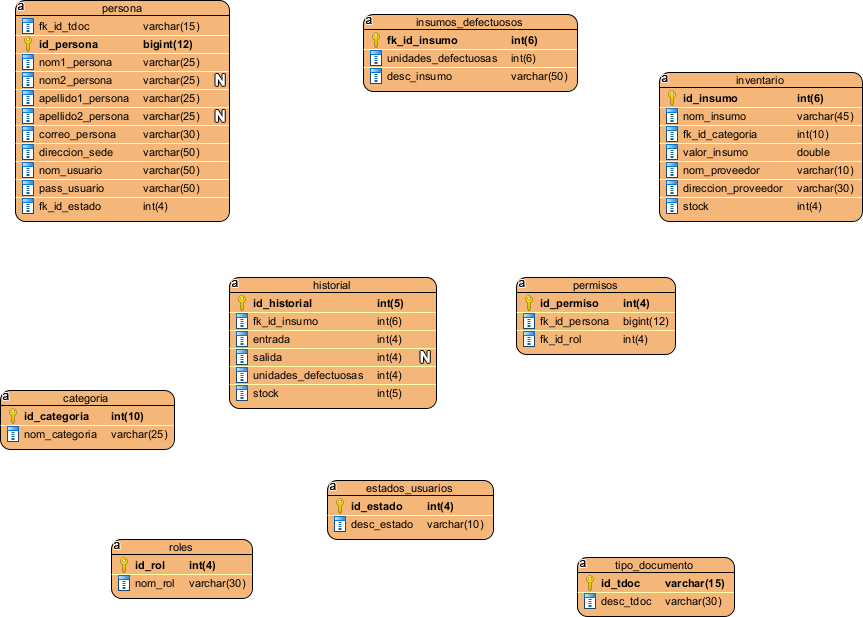 a
persona
fk_id_tdoc varchar(15)
id_persona bigint(12)
nom1_persona varchar(25)
nom2_persona varchar(25) N
apellido1_persona varchar(25)
apellido2_persona varchar(25) N
correo_persona varchar(30)
direccion_sede varchar(50)
nom_usuario varchar(50)
pass_usuario varchar(50)
fk_id_estado int(4)
a
insumos_defectuosos
fk_id_insumo int(6)
unidades_defectuosas int(6)
desc_insumo varchar(50)
a
inventario
id_insumo int(6)
nom_insumo varchar(45)
fk_id_categoria int(10)
valor_insumo double
nom_proveedor varchar(10)
direccion_proveedor varchar(30)
stock int(4)
a
historial
id_historial int(5)
fk_id_insumo int(6)
entrada int(4)
salida int(4) N
unidades_defectuosas int(4)
stock int(5)
a
permisos
id_permiso int(4)
fk_id_persona bigint(12)
fk_id_rol int(4)
a
categoria
id_categoria int(10)
nom_categoria varchar(25)
a
estados_usuarios
id_estado int(4)
desc_estado varchar(10)
a
roles
id_rol int(4)
nom_rol varchar(30)
a
tipo_documento
id_tdoc varchar(15)
desc_tdoc varchar(30)